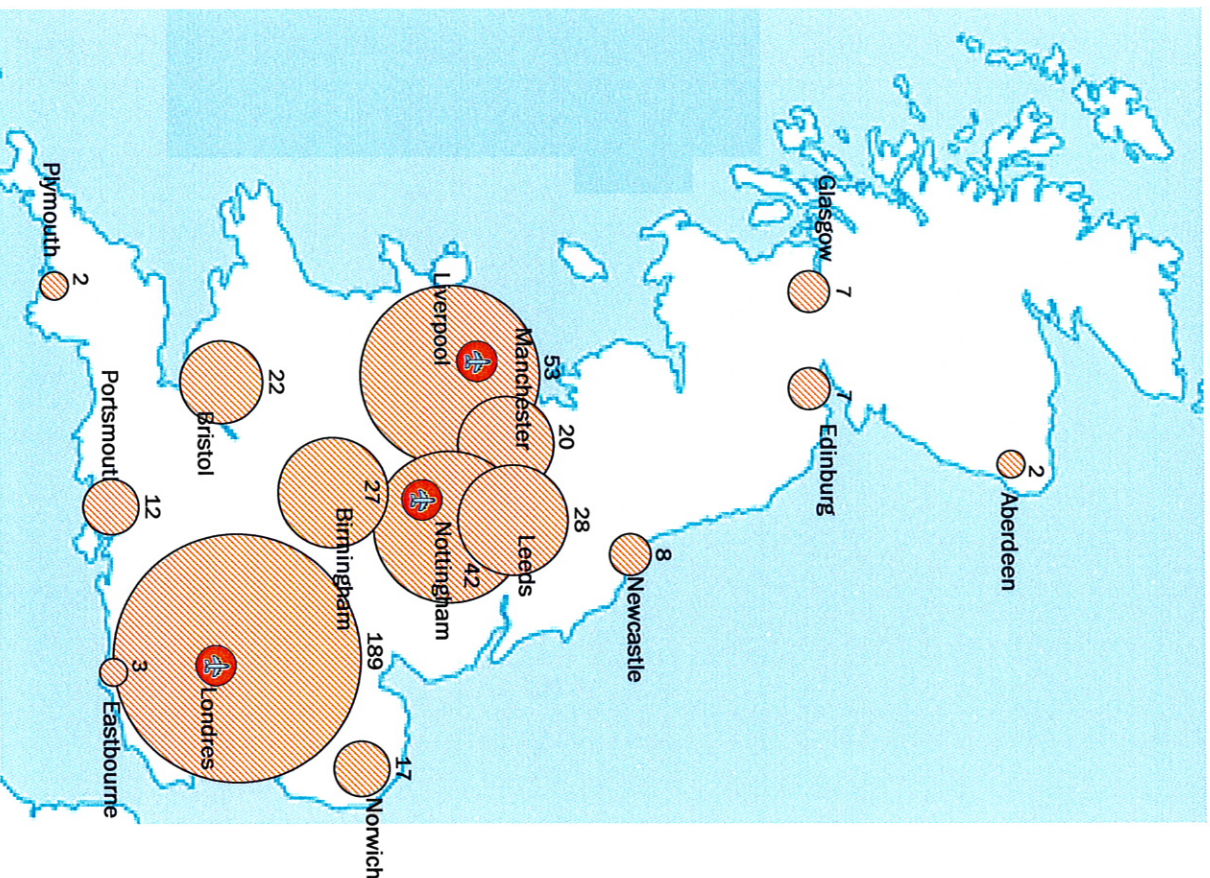 2
Aberdeen
Glasgow
7
7
Edinburg
8
Newcastle
53
Manchester
20
28
Leeds
Liverpool
42
Nottingham
27
Birmingham
189
17
Norwich
22
Bristol
Londres
12
Portsmouth
3
Eastbourne
2
Plymouth